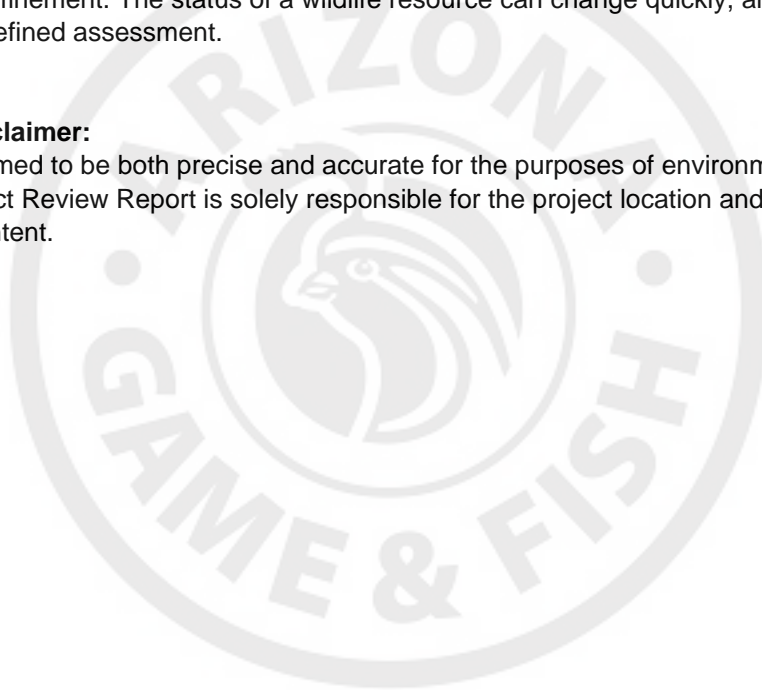 finement. The status of a wildlife resource can change quickly, an
efined assessment.
claimer:
med to be both precise and accurate for the purposes of environm
ct Review Report is solely responsible for the project location and
tent.
ARIZONA
GAME & FISH